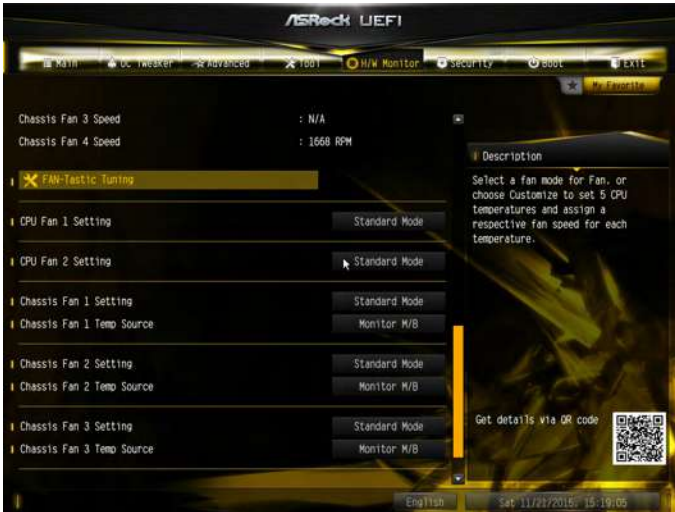 ASRock UEFI
Main OC Tweaker Advanced Tool H/W Monitor Security Boot Exit
My Favorite
Chassis Fan 3 Speed : N/A
Chassis Fan 4 Speed : 1668 RPM
Description
FAN-Tastic Tuning
Select a fan mode for Fan. or
choose Customize to set 5 CPU
temperatures and assign a
respective fan speed for each
temperature.
CPU Fan 1 Setting Standard Mode
CPU Fan 2 Setting Standard Mode
Chassis Fan 1 Setting Standard Mode
Chassis Fan 1 Temp Source Monitor M/B
Chassis Fan 2 Setting Standard Mode
Chassis Fan 2 Temp Source Monitor M/B
Chassis Fan 3 Setting Standard Mode
Chassis Fan 3 Temp Source Monitor M/B
Get details via QR code
English Sat 11/21/2015. 15:19:05